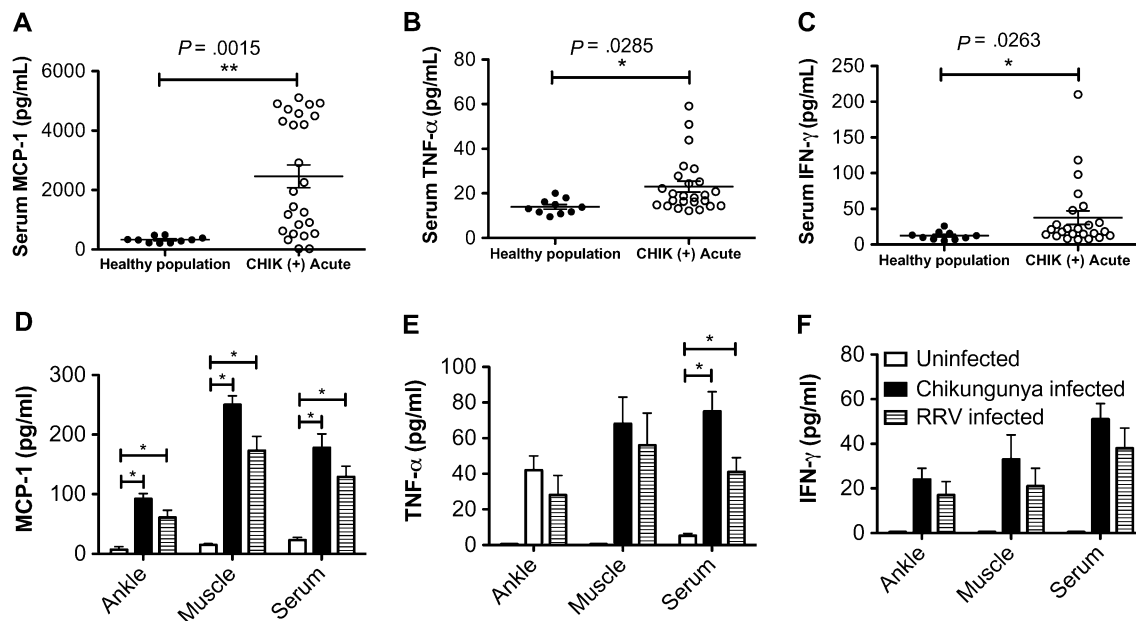 A
P = .0015
**
Serum MCP-1 (pg/mL)
6000
4000
2000
0
Healthy population
CHIK (+) Acute
B
P = .0285
*
Serum TNF-α (pg/mL)
80
60
40
20
0
Healthy population
CHIK (+) Acute
C
P = .0263
*
Serum IFN-γ (pg/mL)
250
200
150
100
50
0
Healthy population
CHIK (+) Acute
D
MCP-1 (pg/ml)
300
200
100
0
*
*
*
*
*
*
Ankle
Muscle
Serum
E
TNF-α (pg/ml)
100
80
60
40
20
0
*
*
Ankle
Muscle
Serum
F
IFN-γ (pg/ml)
80
60
40
20
0
Uninfected
Chikungunya infected
RRV infected
Ankle
Muscle
Serum